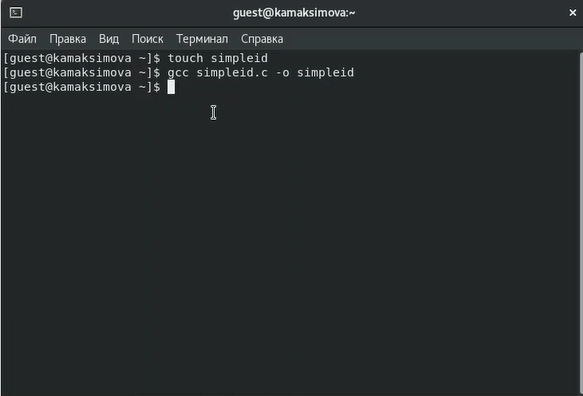 guest@kamaksimova:~
Файл Правка Вид Поиск Терминал Справка
[guest@kamaksimova ~]$ touch simpleid
[guest@kamaksimova ~]$ gcc simpleid.c -o simpleid
[guest@kamaksimova ~]$